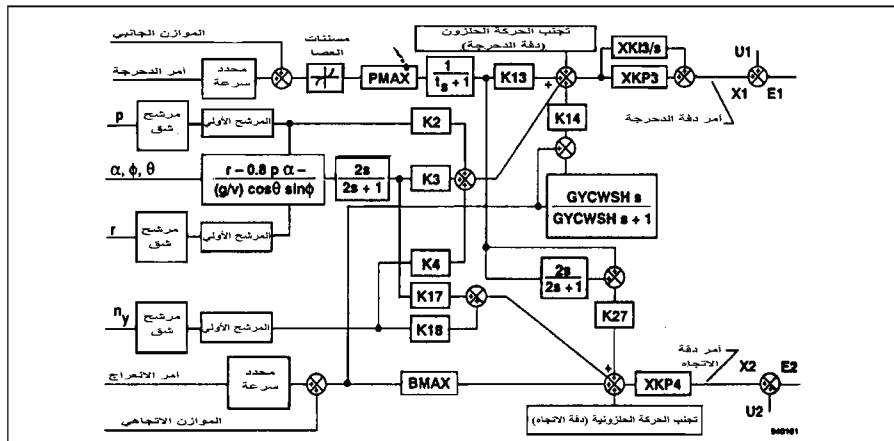 الموازن الجانبي
أمر الدحرجة
محدد
سرعة
مسننات
العصا
PMAX
1
t_s + 1
K13
تجنب الحركة الحلزون
(دفة الدحرجة)
+
XKI3/s
XKP3
X1
U1
E1
أمر دفة الدحرجة
p
مرشح
شق
المرشح الأولي
K2
K14
α, ϕ, θ
r – 0.8 p α –
(g/v) cosθ sinϕ
2s
2s + 1
K3
GYCWSH s
GYCWSH s + 1
r
مرشح
شق
المرشح الأولي
K4
K17
2s
2s + 1
K27
n_y
مرشح
شق
المرشح الأولي
K18
أمر الانعراج
محدد
سرعة
BMAX
+
XKP4
أمر دفة
الاتجاه
X2
E2
U2
الموازن الاتجاهي
تجنب الحركة الحلزونية (دفة الاتجاه)
940161